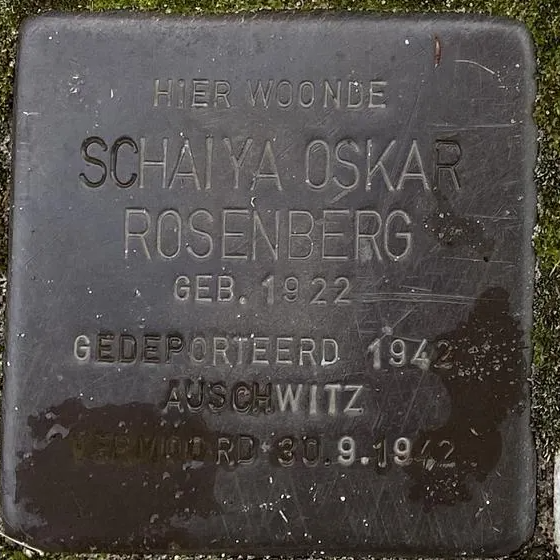 HIER WOONDE
SCHAIYA OSKAR
ROSENBERG
GEB. 1922
GEDEPORTEERD 1942
AUSCHWITZ
VERMOORD 30.9.1942